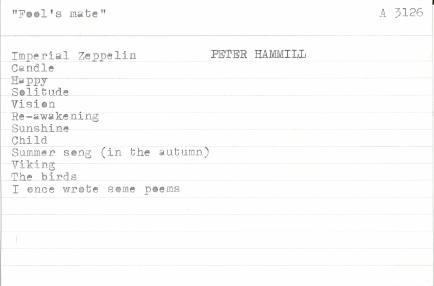 "Fool's mate" A 3126
Imperial Zeppelin PETER HAMMILL
Candle
Happy
Solitude
Vision
Re-awakening
Sunshine
Child
Summer song (in the autumn)
Viking
The birds
I once wrote some poems